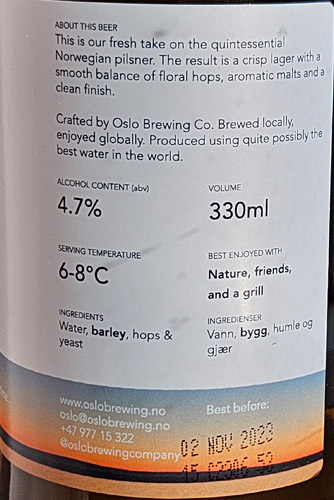 ABOUT THIS BEER
This is our fresh take on the quintessential
Norwegian pilsner. The result is a crisp lager with a
smooth balance of floral hops, aromatic malts and a
clean finish.
Crafted by Oslo Brewing Co. Brewed locally,
enjoyed globally. Produced using quite possibly the
best water in the world.
ALCOHOL CONTENT (abv)
4.7%
VOLUME
330ml
SERVING TEMPERATURE
6-8°C
BEST ENJOYED WITH
Nature, friends,
and a grill
INGREDIENTS
Water, barley, hops &
yeast
INGREDIENSER
Vann, bygg, humle og
gjær
www.oslobrewing.no
oslo@oslobrewing.no
+47 977 15 322
@oslobrewingcompany
Best before:
02 NOV 2023